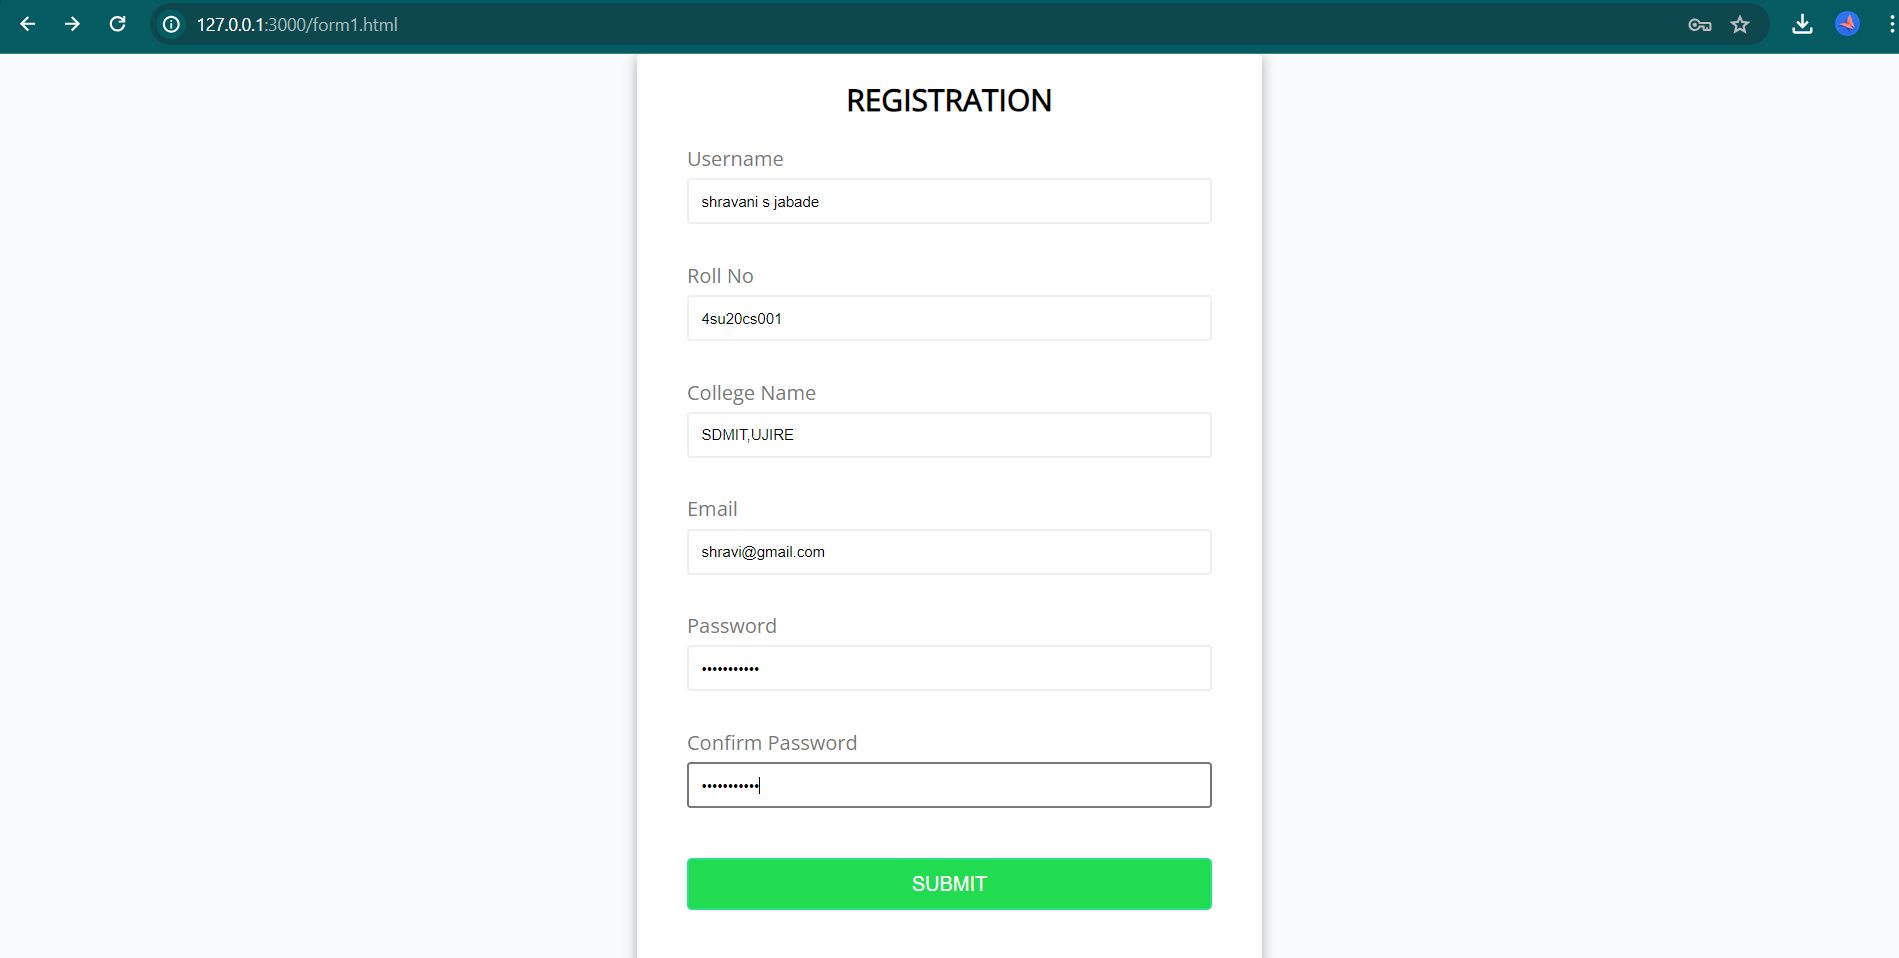 127.0.0.1:3000/form1.html
REGISTRATION
Username
shravani s jabade
Roll No
4su20cs001
College Name
SDMIT,UJIRE
Email
shravi@gmail.com
Password
•••••••••••
Confirm Password
•••••••••••
SUBMIT